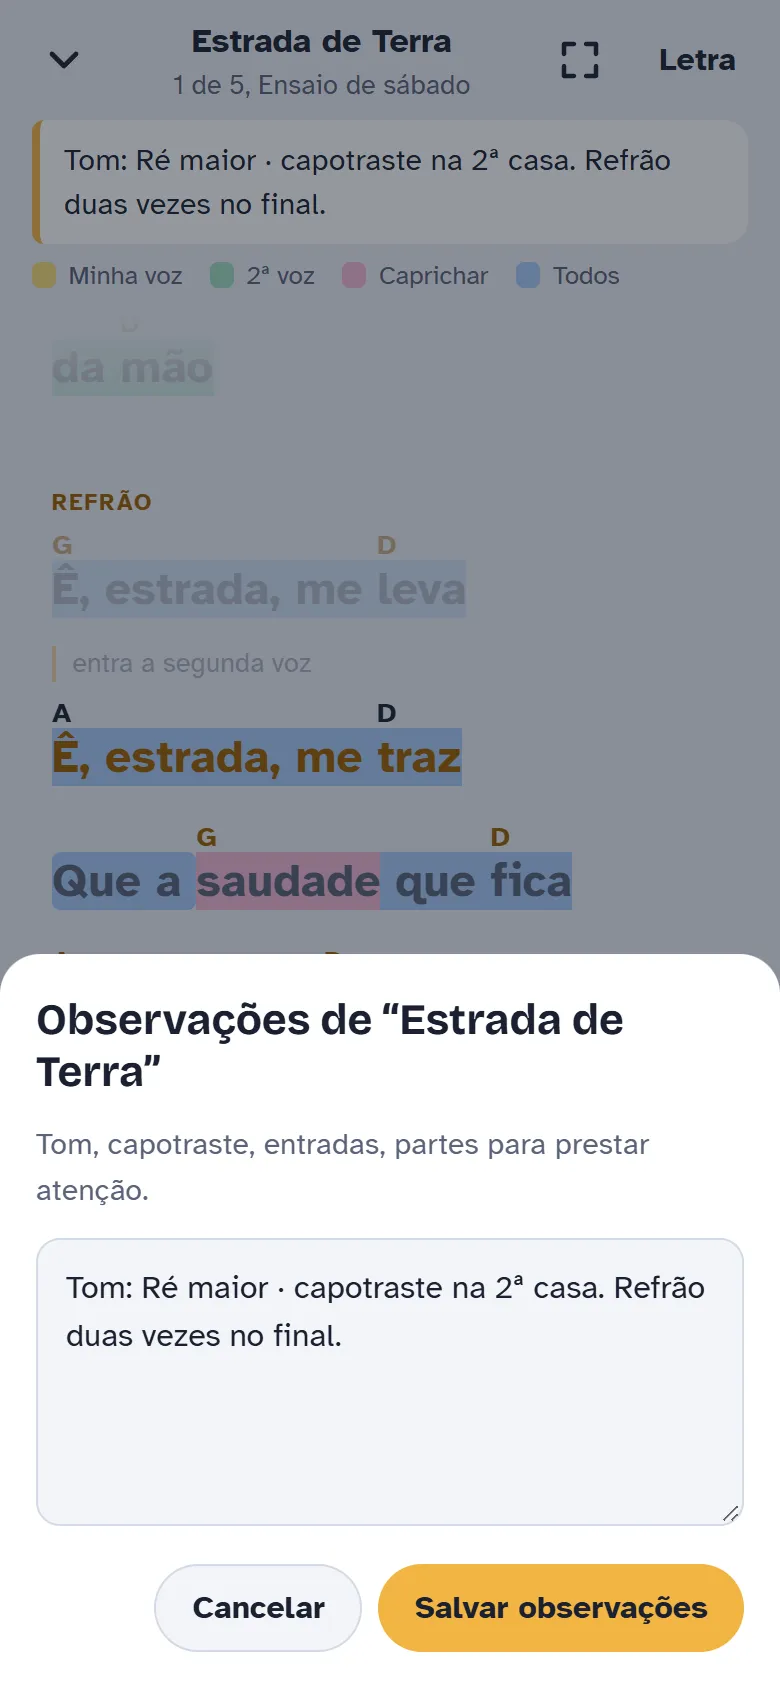 Estrada de Terra
1 de 5, Ensaio de sábado
Letra
Tom: Ré maior · capotraste na 2ª casa. Refrão
duas vezes no final.
Minha voz 2ª voz Caprichar Todos
D
da mão
REFRÃO
G D
Ê, estrada, me leva
entra a segunda voz
A D
Ê, estrada, me traz
G D
Que a saudade que fica
Observações de “Estrada de
Terra”
Tom, capotraste, entradas, partes para prestar
atenção.
Tom: Ré maior · capotraste na 2ª casa. Refrão
duas vezes no final.
Cancelar Salvar observações